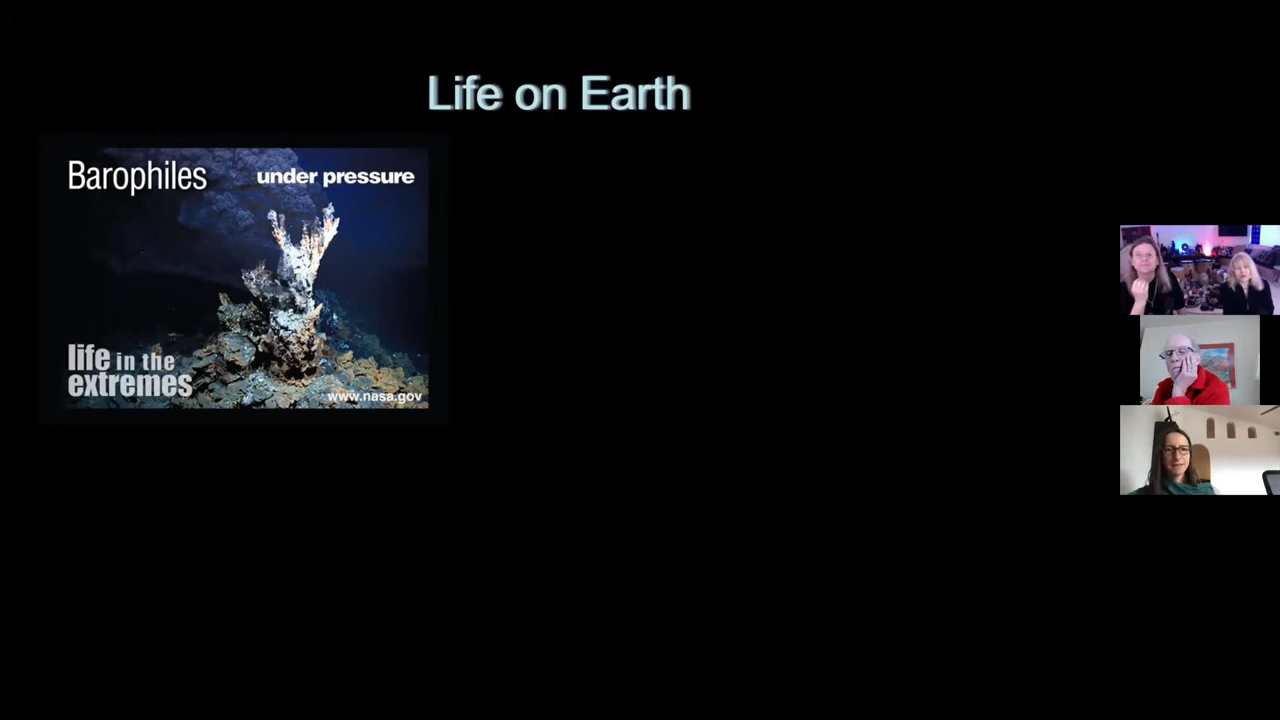 Life on Earth
Barophiles
under pressure
life in the
extremes
www.nasa.gov